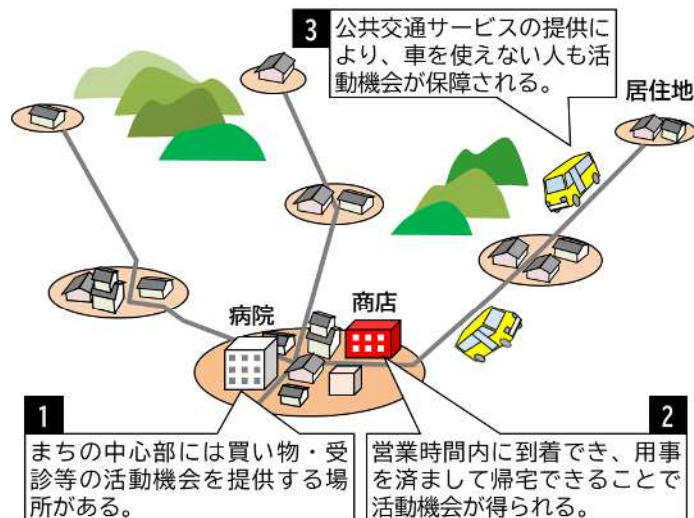 3
公共交通サービスの提供に
より、車を使えない人も活
動機会が保障される。
居住地
病院
商店
1
まちの中心部には買い物・受
診等の活動機会を提供する場
所がある。
2
営業時間内に到着でき、用事
を済まして帰宅できることで
活動機会が得られる。